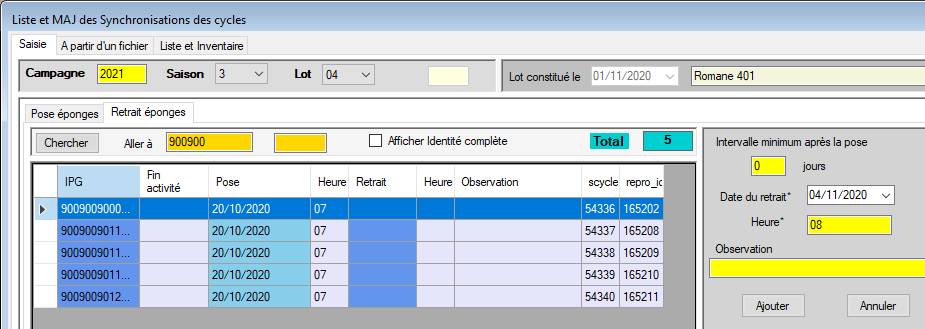 Liste et MAJ des Synchronisations des cycles
Saisie A partir d'un fichier Liste et Inventaire
Campagne 2021 Saison 3 Lot 04 Lot constitué le 01/11/2020 Romane 401
Pose éponges Retrait éponges
Chercher Aller à 900900 Afficher Identité complète Total 5
Intervalle minimum après la pose
0 jours
Date du retrait* 04/11/2020
Heure* 08
Observation
Ajouter Annuler
IPG Fin activité Pose Heure Retrait Heure Observation scycle repro_ic
9009009000... 20/10/2020 07 54336 165202
9009009011... 20/10/2020 07 54337 165208
9009009011... 20/10/2020 07 54338 165209
9009009011... 20/10/2020 07 54339 165210
9009009012... 20/10/2020 07 54340 165211